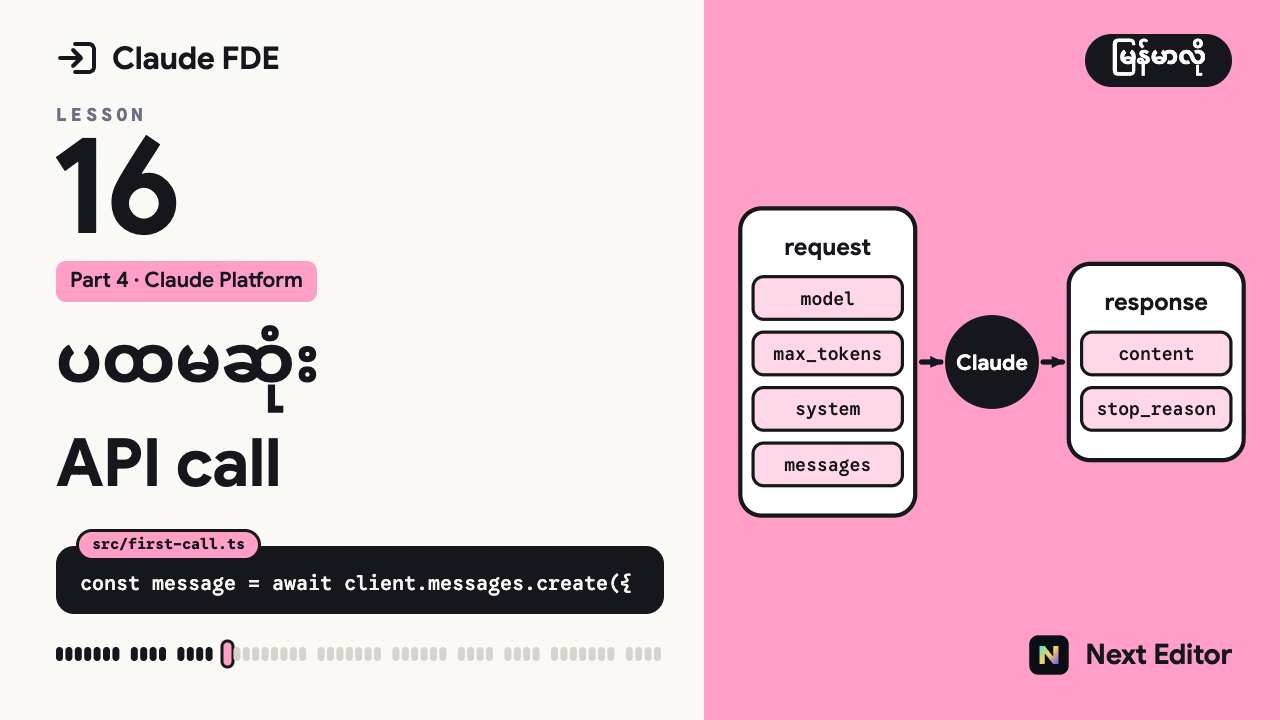 Claude FDE
LESSON
16
Part 4 · Claude Platform
ပထမဆုံး
API call
src/first-call.ts
const message = await client.messages.create({
မြန်မာလို
request
model
max_tokens
system
messages
Claude
response
content
stop_reason
N
Next Editor